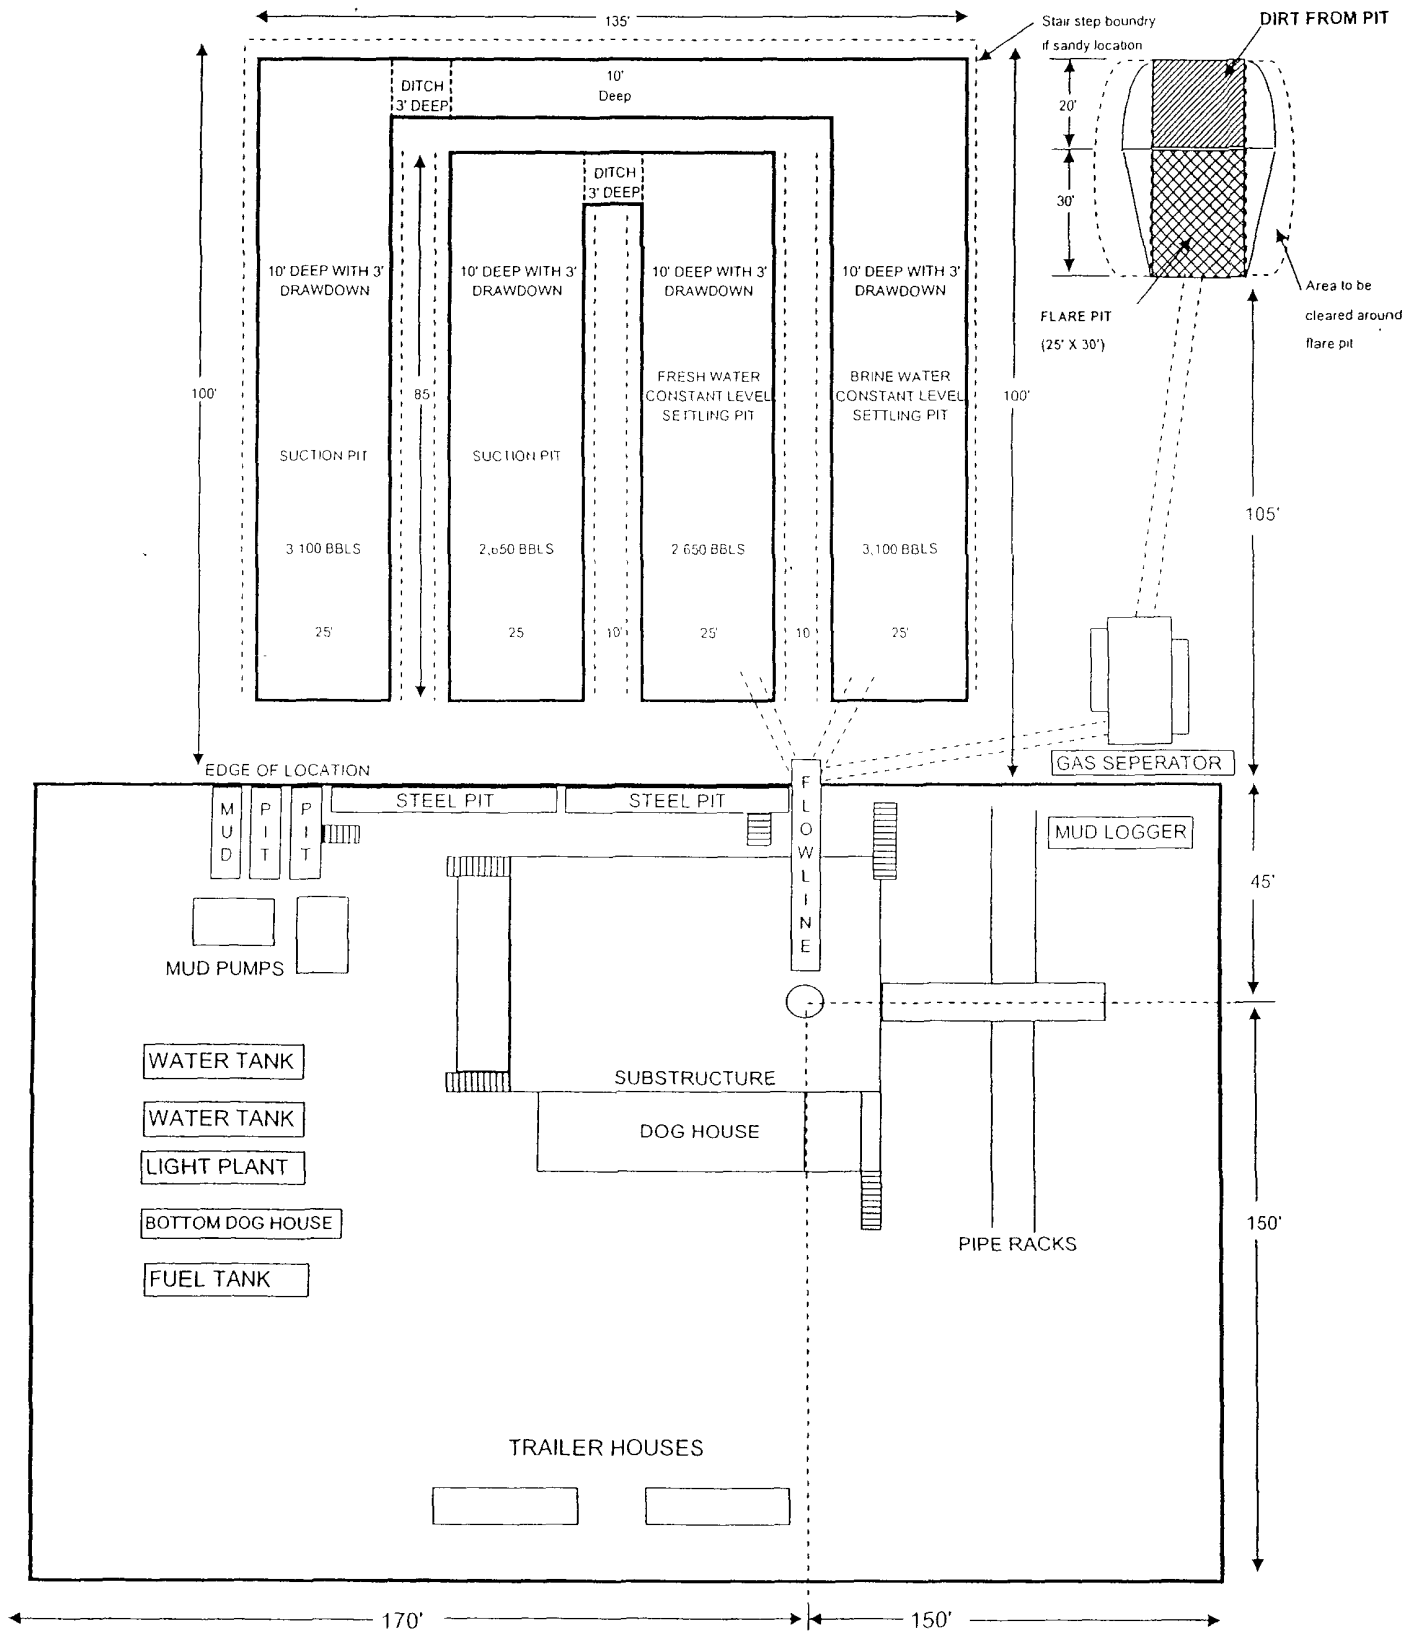 135'
Stair step boundry
if sandy location
DIRT FROM PIT
DITCH
3' DEEP
10'
Deep
20'
DITCH
3' DEEP
30'
10' DEEP WITH 3'
DRAWDOWN
10' DEEP WITH 3'
DRAWDOWN
10' DEEP WITH 3'
DRAWDOWN
10' DEEP WITH 3'
DRAWDOWN
Area to be
cleared around
flare pit
FLARE PIT
(25' X 30')
100'
85'
FRESH WATER
CONSTANT LEVEL
SETTLING PIT
BRINE WATER
CONSTANT LEVEL
SETTLING PIT
100'
SUCTION PIT
SUCTION PIT
105'
3 100 BBLS
2,650 BBLS
2 650 BBLS
3,100 BBLS
25'
25
10'
25'
10
25'
GAS SEPERATOR
EDGE OF LOCATION
MUD
PIT
PIT
STEEL PIT
STEEL PIT
FLOWLINE
MUD LOGGER
45'
MUD PUMPS
WATER TANK
SUBSTRUCTURE
WATER TANK
DOG HOUSE
LIGHT PLANT
BOTTOM DOG HOUSE
150'
PIPE RACKS
FUEL TANK
TRAILER HOUSES
170'
150'